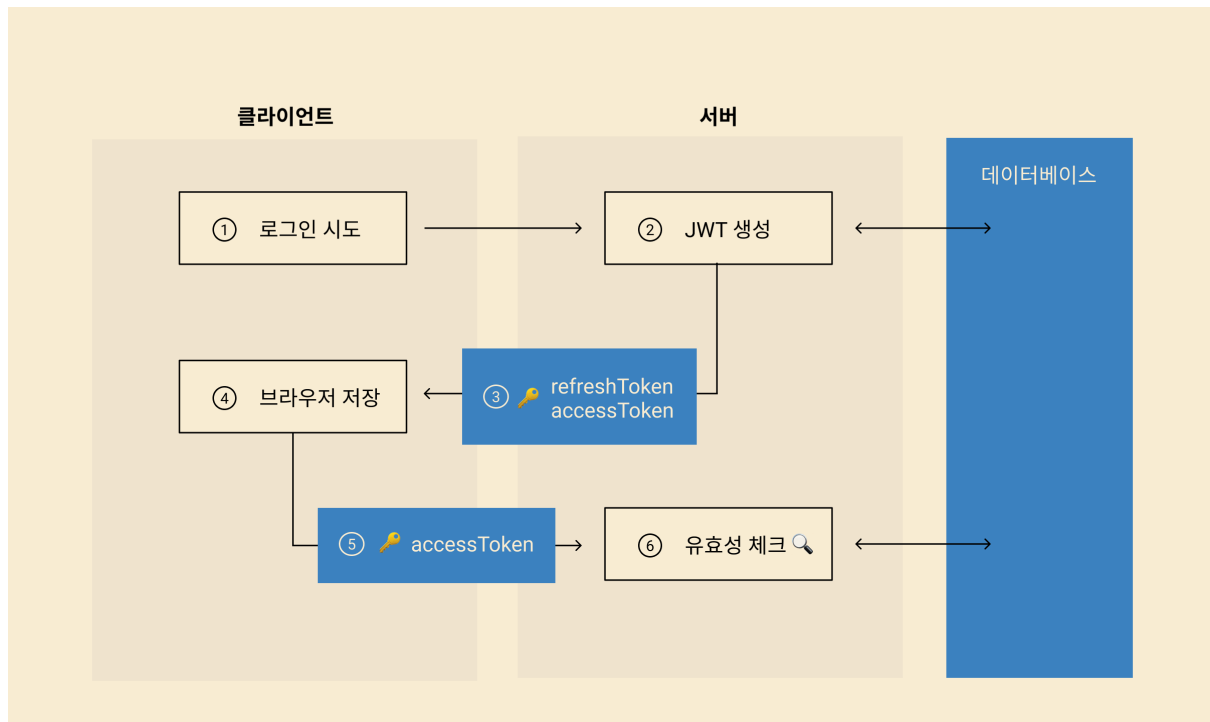 클라이언트
서버
데이터베이스
① 로그인 시도
② JWT 생성
③ 🔑 refreshToken
accessToken
④ 브라우저 저장
⑤ 🔑 accessToken
⑥ 유효성 체크 🔍